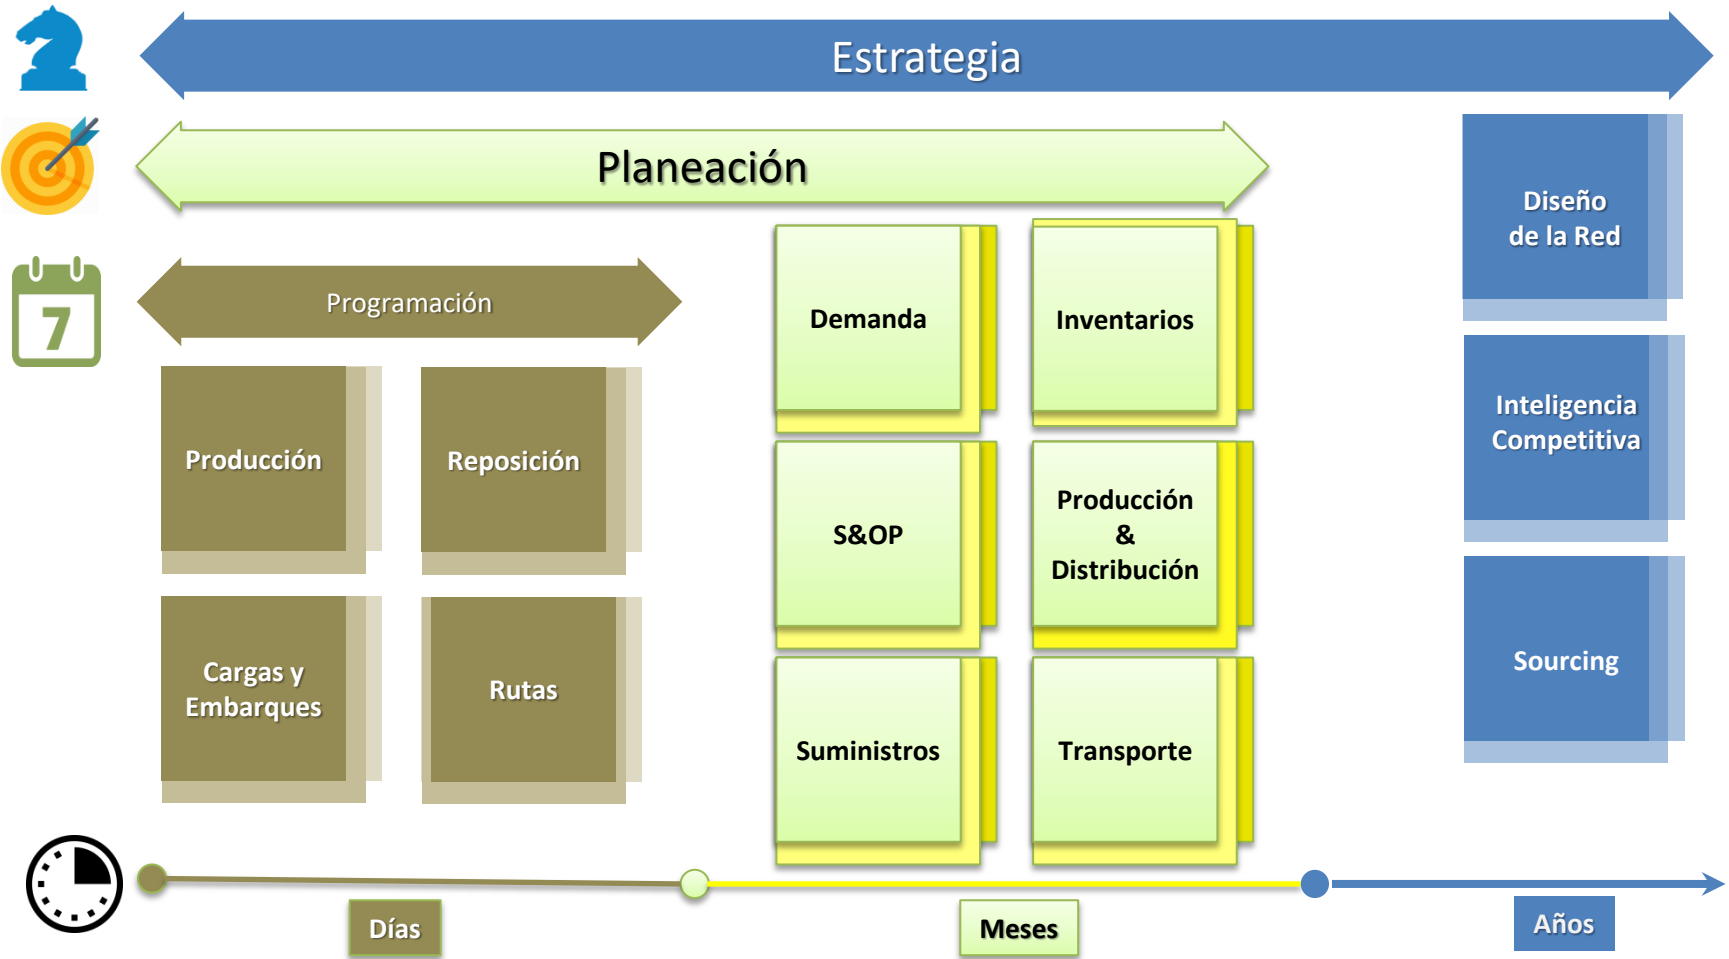 Estrategia
Planeación
Programación
7
Producción
Reposición
Cargas y
Embarques
Rutas
Demanda
Inventarios
S&OP
Producción
&
Distribución
Suministros
Transporte
Diseño
de la Red
Inteligencia
Competitiva
Sourcing
Días
Meses
Años